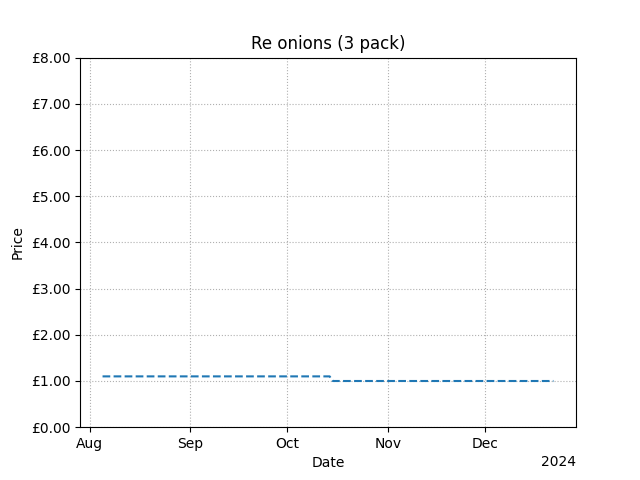 Re onions (3 pack)
£8.00
£7.00
£6.00
£5.00
£4.00
£3.00
£2.00
£1.00
£0.00
Price
Aug Sep Oct Nov Dec
Date
2024